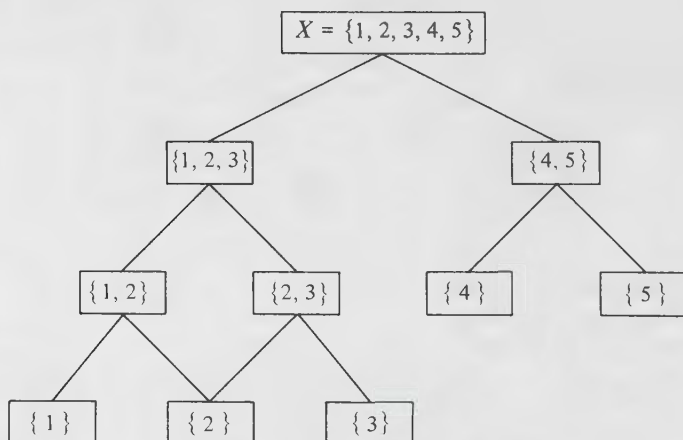 X = {1, 2, 3, 4, 5}
{1, 2, 3} {4, 5}
{1, 2} {2, 3} {4} {5}
{1} {2} {3}